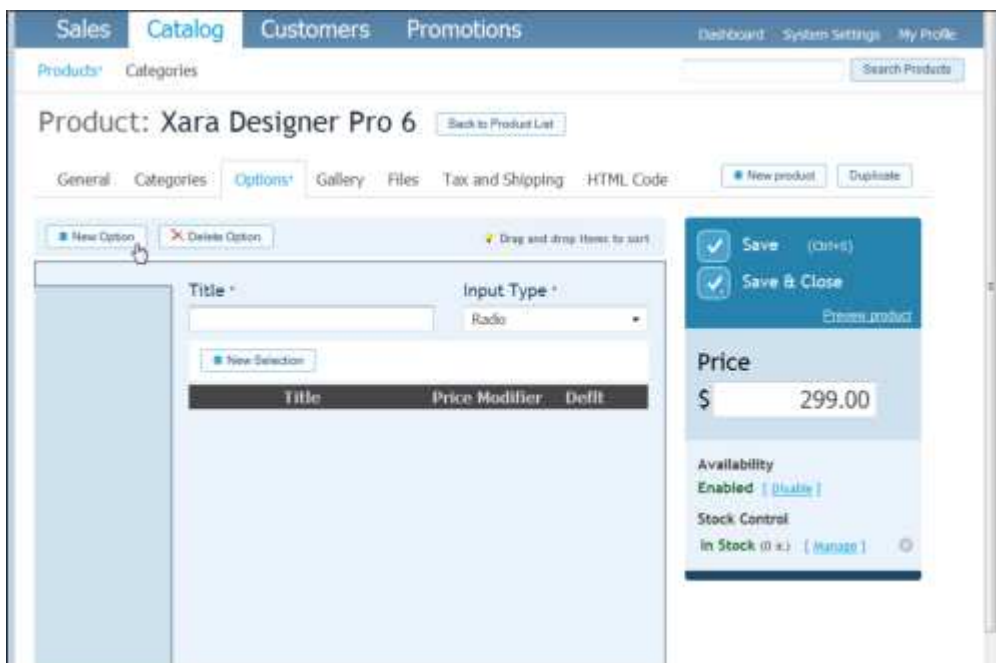 Sales Catalog Customers Promotions Dashboard System Settings My Profile
Products Categories Search Products
Product: Xara Designer Pro 6 Back to Product List
General Categories Options Gallery Files Tax and Shipping HTML Code New product Duplicate
New Option Delete Option Drag and drop items to sort
Save (Ctrl+S)
Save & Close
Title * Input Type *
Radio
Preview product
New Selection
Price
Title Price Modifier Deflt
$ 299.00
Availability
Enabled [ Disable ]
Stock Control
In Stock [ Manage ]